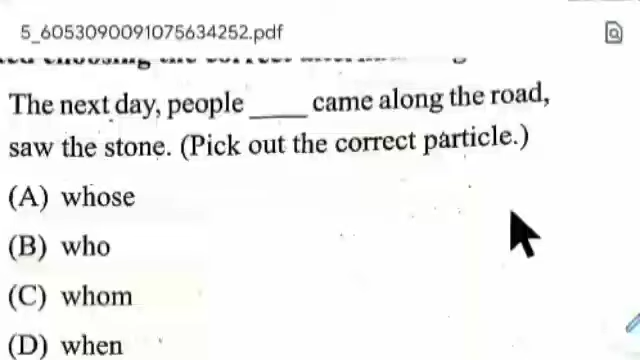 5_6053090091075634252.pdf
The next day, people ____ came along the road,
saw the stone. (Pick out the correct particle.)
(A) whose
(B) who
(C) whom
(D) when